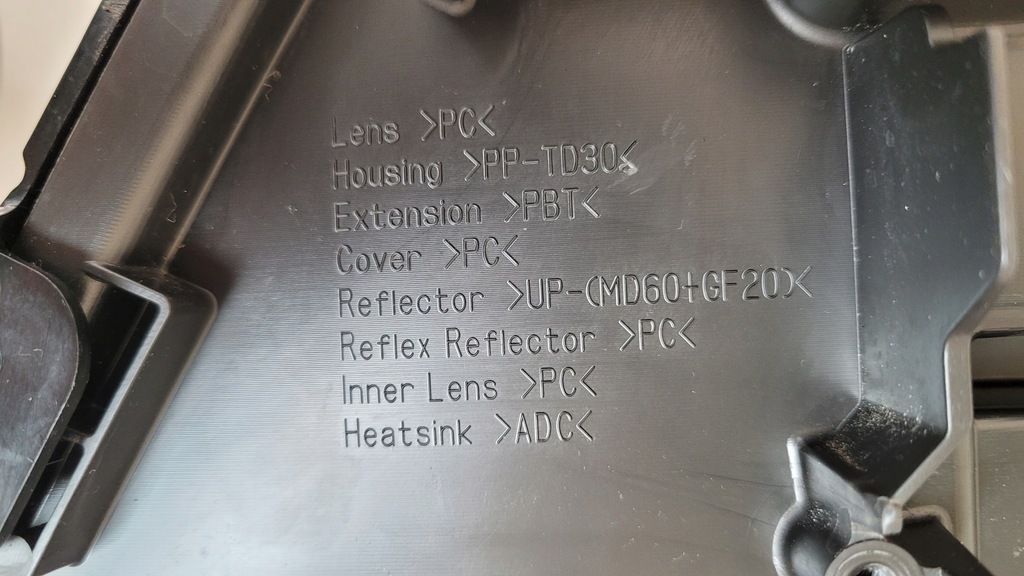 Lens >PC<
Housing >PP-TD30<
Extension >PBT<
Cover >PC<
Reflector >UP-(MD60+GF20)<
Reflex Reflector >PC<
Inner Lens >PC<
Heatsink >ADC<